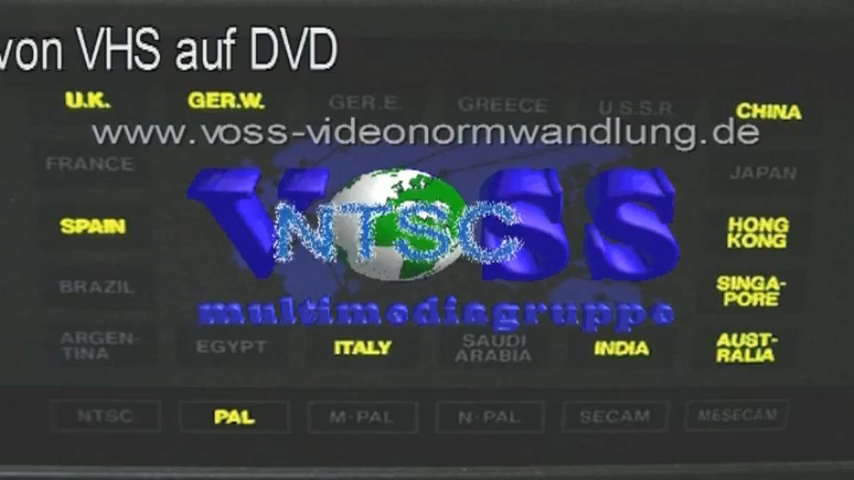 von VHS auf DVD
U.K. GER.W. GER.E. GREECE U.S.S.R. CHINA
www.voss-videonormwandlung.de
FRANCE JAPAN
VOSS
NTSC
SPAIN HONG KONG
multimediagruppe
BRAZIL SINGA-PORE
ARGEN-TINA EGYPT ITALY SAUDI ARABIA INDIA AUST-RALIA
NTSC PAL M-PAL N-PAL SECAM MESECAM